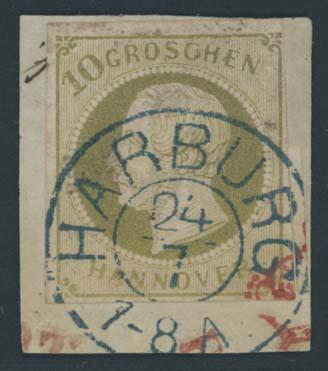 10 GROSCHEN
HARBURG
24
7
HANNOVER
7-8 A